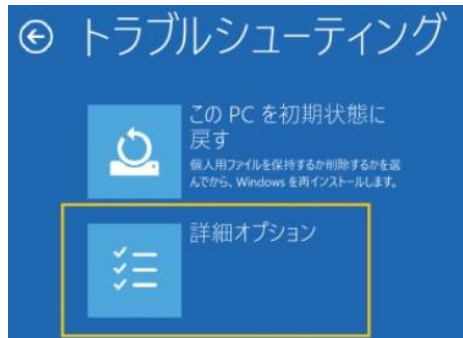 トラブルシューティング
この PC を初期状態に
戻す
個人用ファイルを保持するか削除するかを選
んでから、Windows を再インストールします。
詳細オプション